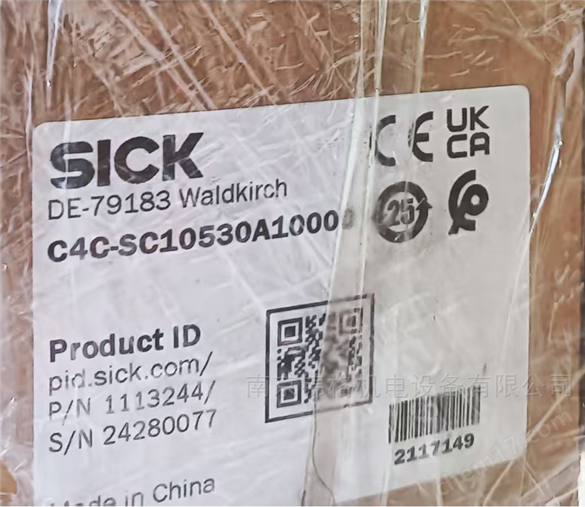 SICK
DE-79183 Waldkirch
C4C-SC10530A10000
CE
UK
CA
25
Product ID
pid.sick.com/
P/N 1113244/
S/N 24280077
2117149
Made in China
机电设备有限公司